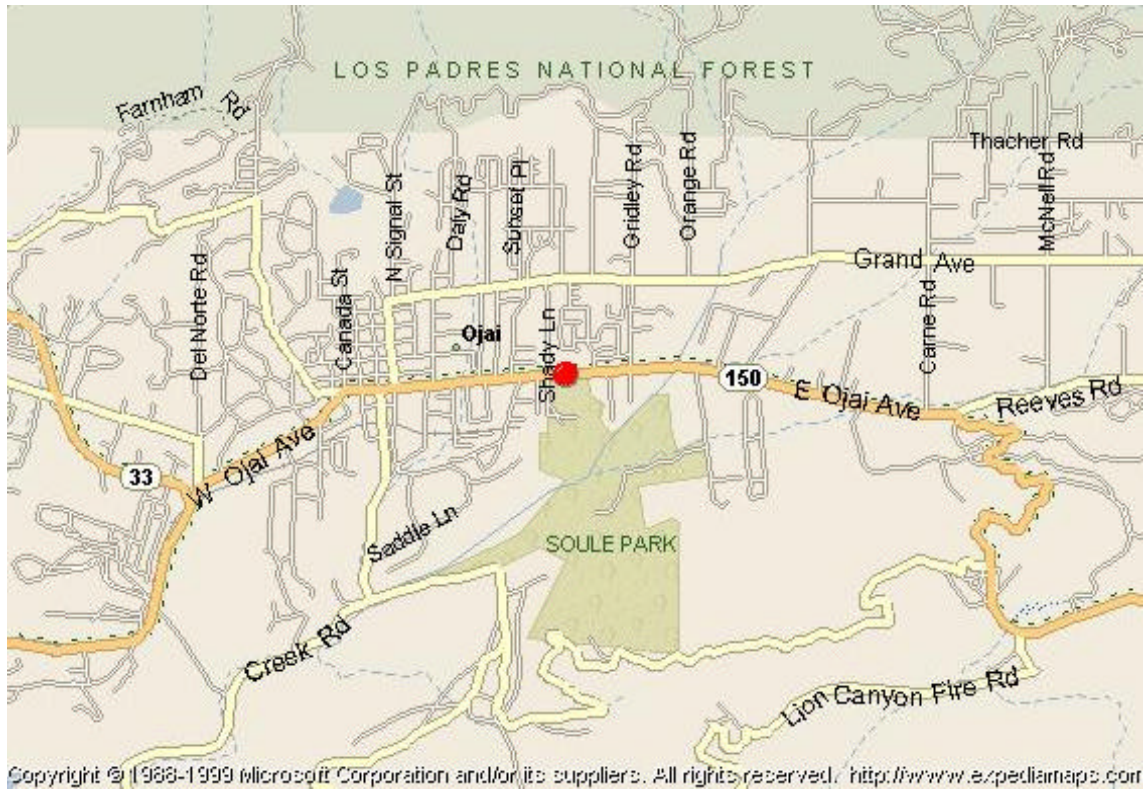 LOS PADRES NATIONAL FOREST
Farnham Rd
Thacher Rd
N Signal St
Daly Rd
Sunset Pl
Gridley Rd
Orange Rd
McNell Rd
Del Norte Rd
Canada St
Grand Ave
Ojai
Shady Ln
Carne Rd
150
E Ojai Ave
Reeves Rd
33
W Ojai Ave
Saddle Ln
SOULE PARK
Creek Rd
Lion Canyon Fire Rd
Copyright © 1988-1999 Microsoft Corporation and/or its suppliers. All rights reserved. http://www.expediamaps.com